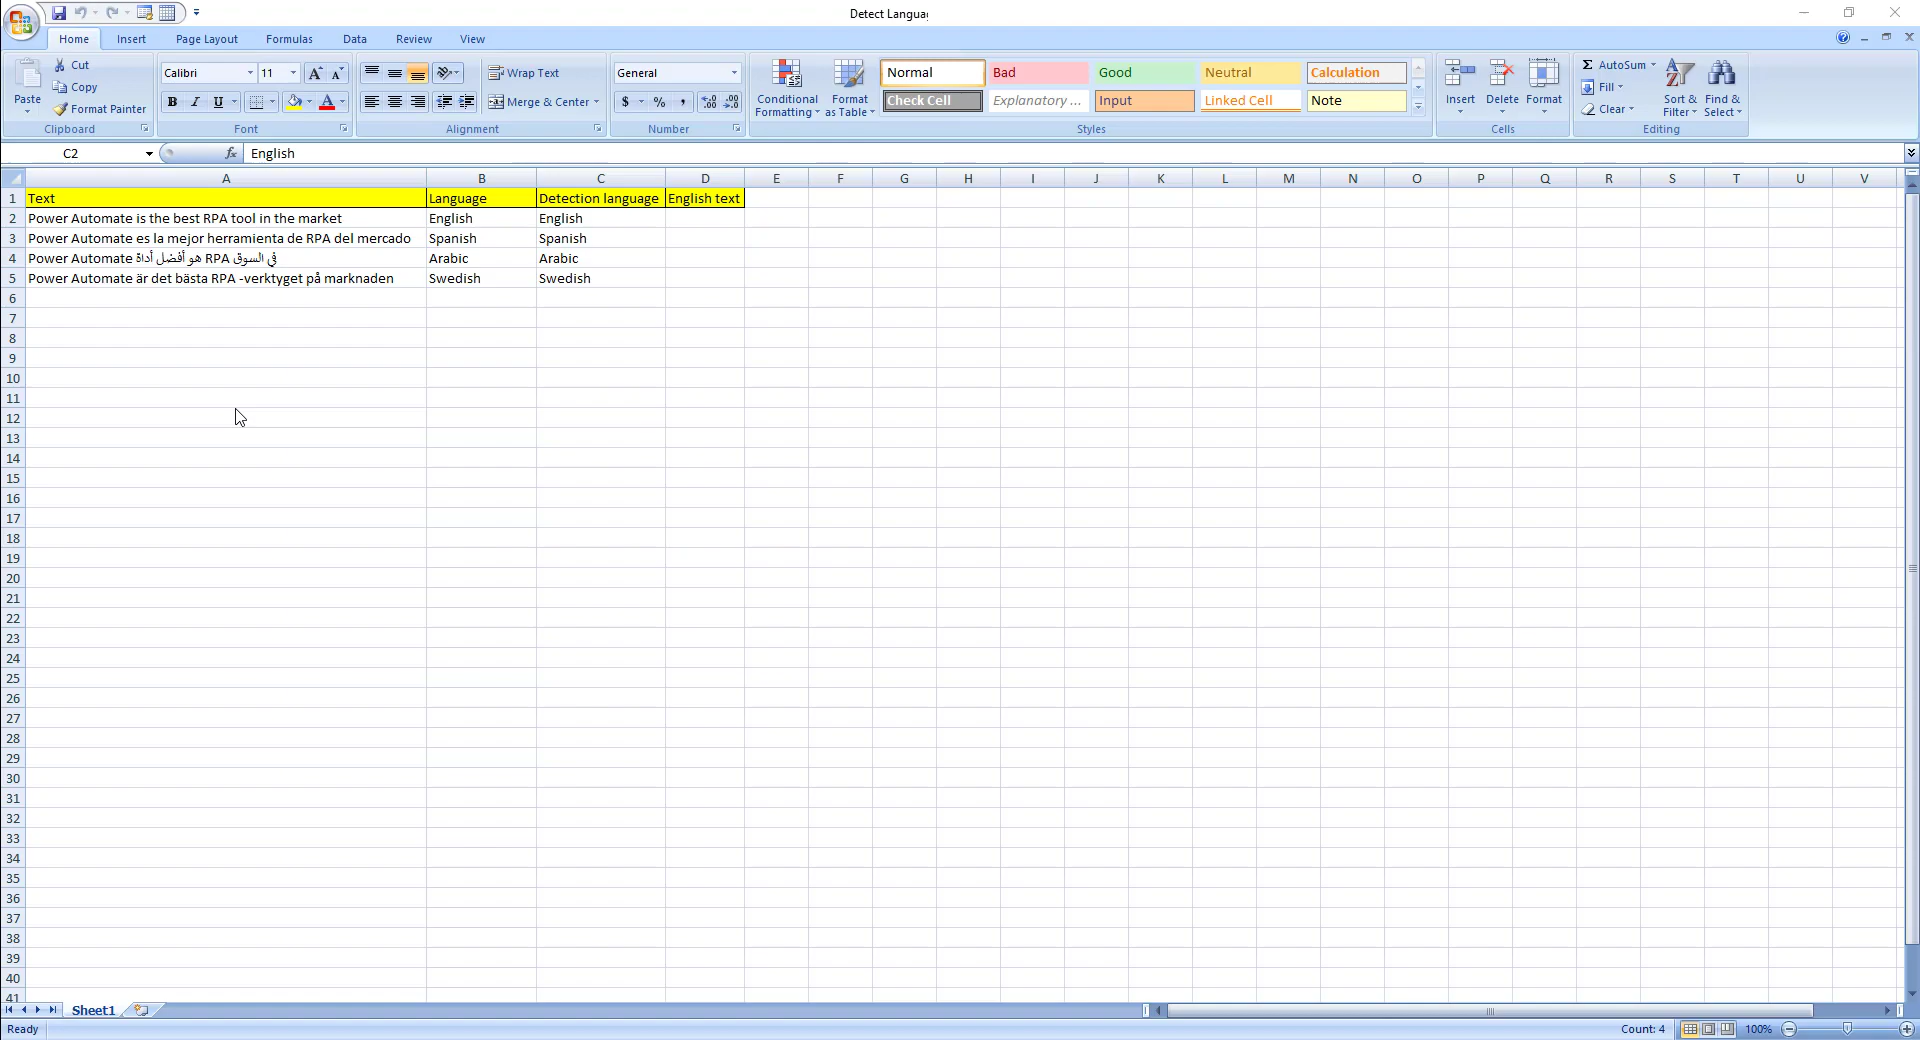 Detect Langua
Home Insert Page Layout Formulas Data Review View
Paste Cut Copy Format Painter
Calibri 11 A A Wrap Text General
B I U Merge & Center $ % ,
Conditional Formatting Format as Table
Normal Bad Good Neutral Calculation
Check Cell Explanatory ... Input Linked Cell Note
Insert Delete Format
Σ AutoSum Fill Clear
Sort & Filter Find & Select
Clipboard Font Alignment Number Styles Cells Editing
C2 fx English
A B C D E F G H I J K L M N O P Q R S T U V
1 Text Language Detection language English text
2 Power Automate is the best RPA tool in the market English English
3 Power Automate es la mejor herramienta de RPA del mercado Spanish Spanish
4 Power Automate هو أفضل أداة RPA في السوق Arabic Arabic
5 Power Automate är det bästa RPA -verktyget på marknaden Swedish Swedish
6
7
8
9
10
11
12
13
14
15
16
17
18
19
20
21
22
23
24
25
26
27
28
29
30
31
32
33
34
35
36
37
38
39
40
41
Sheet1
Ready Count: 4 100%